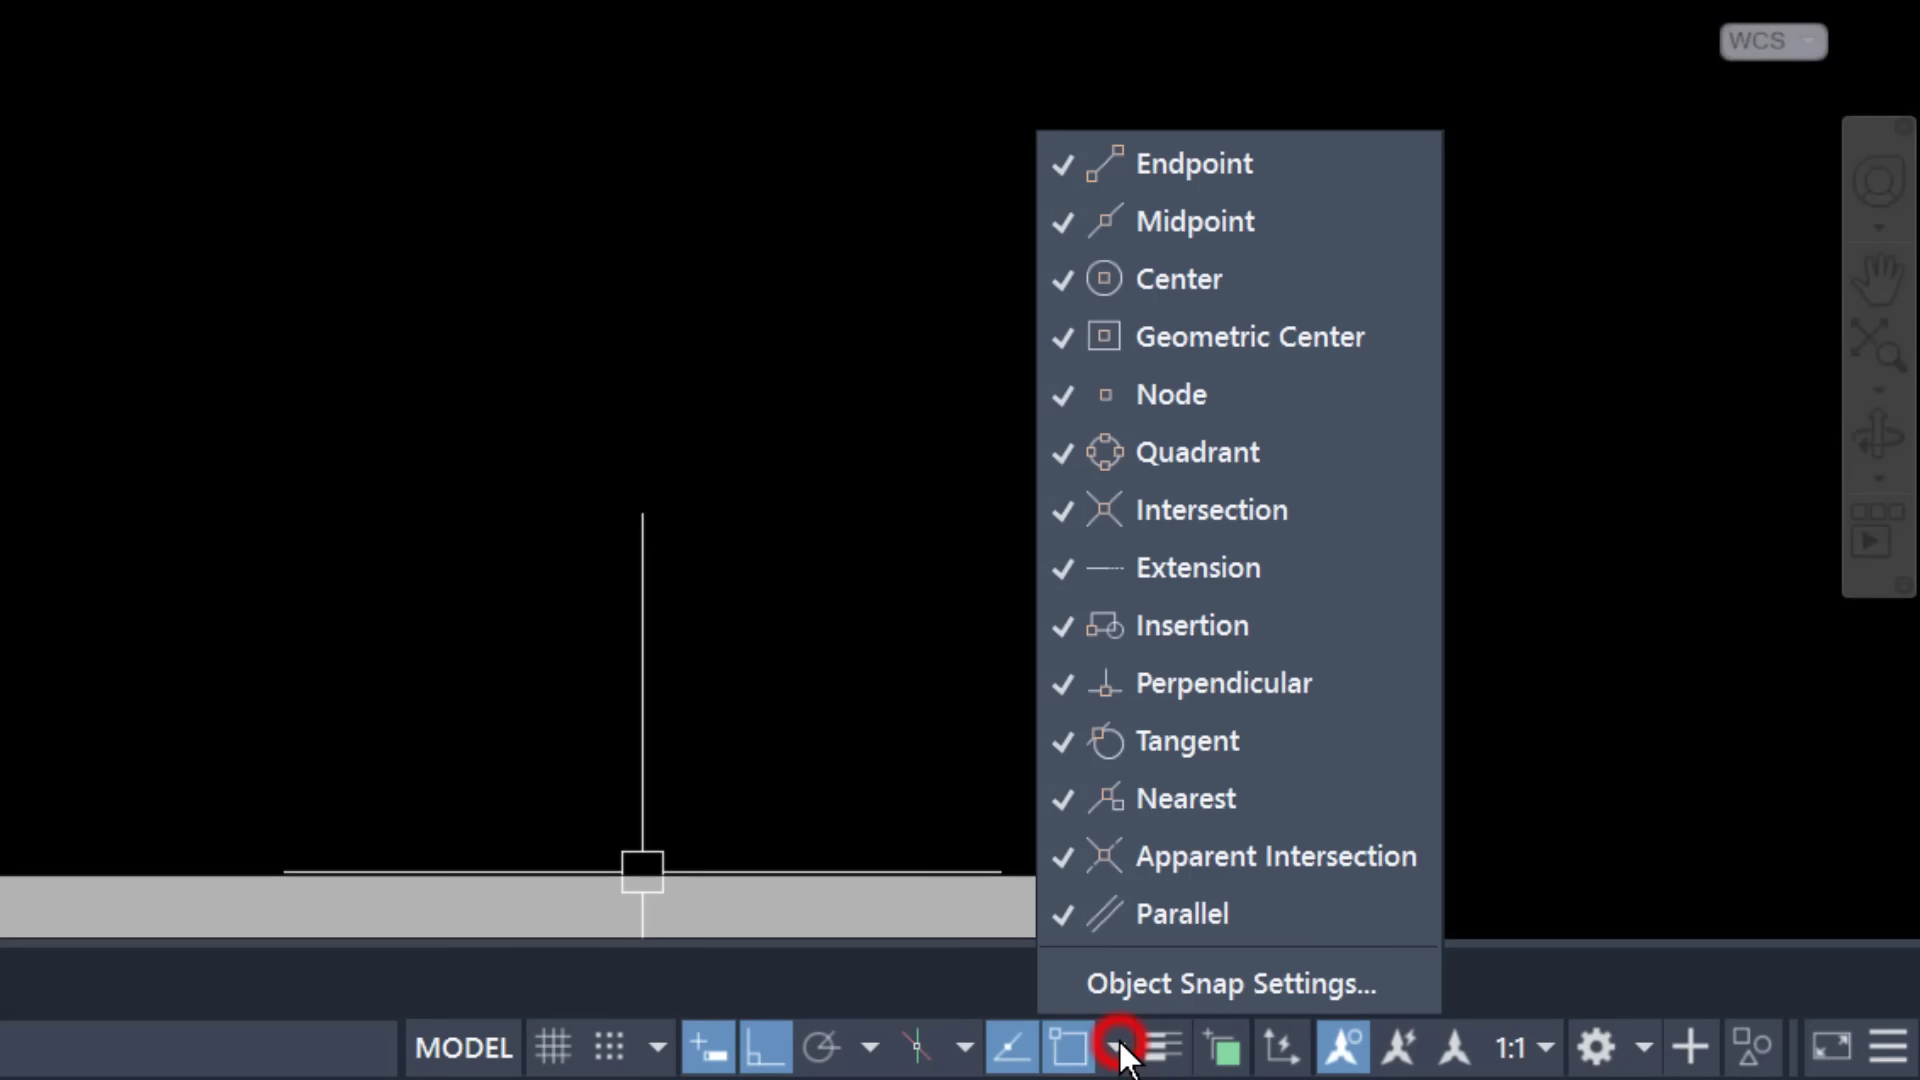 WCS
Endpoint
Midpoint
Center
Geometric Center
Node
Quadrant
Intersection
Extension
Insertion
Perpendicular
Tangent
Nearest
Apparent Intersection
Parallel
Object Snap Settings...
MODEL
1:1